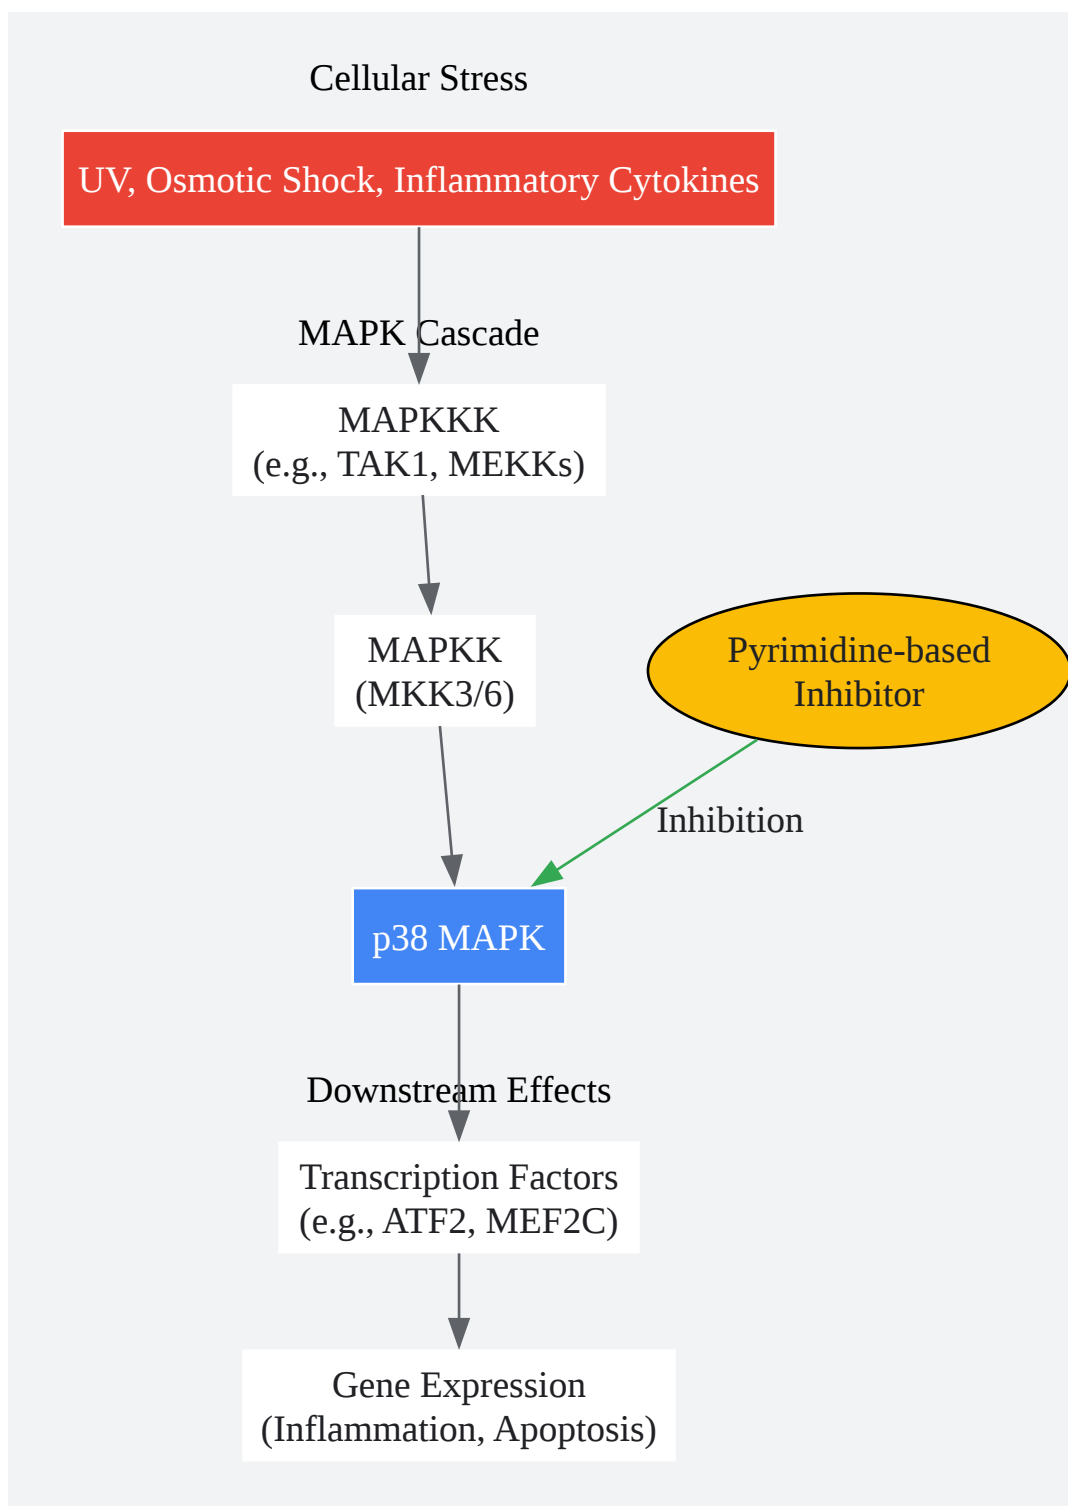 Cellular Stress
UV, Osmotic Shock, Inflammatory Cytokines
MAPK Cascade
MAPKKK
(e.g., TAK1, MEKKs)
MAPKK
(MKK3/6)
Pyrimidine-based
Inhibitor
Inhibition
p38 MAPK
Downstream Effects
Transcription Factors
(e.g., ATF2, MEF2C)
Gene Expression
(Inflammation, Apoptosis)